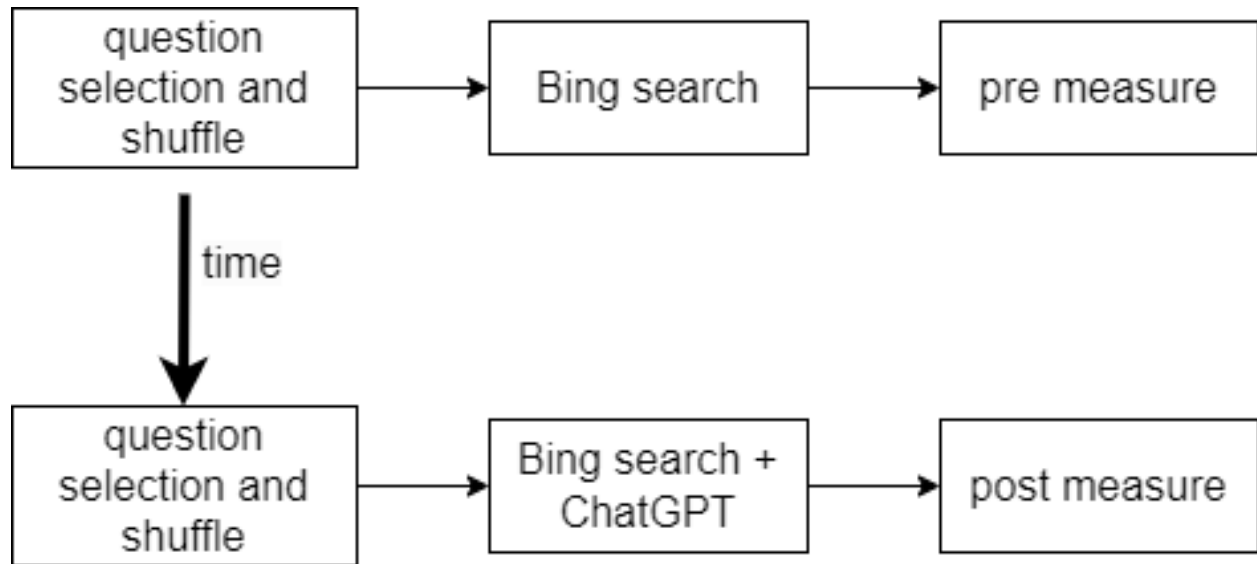 question
selection and
shuffle
Bing search
pre measure
time
question
selection and
shuffle
Bing search +
ChatGPT
post measure